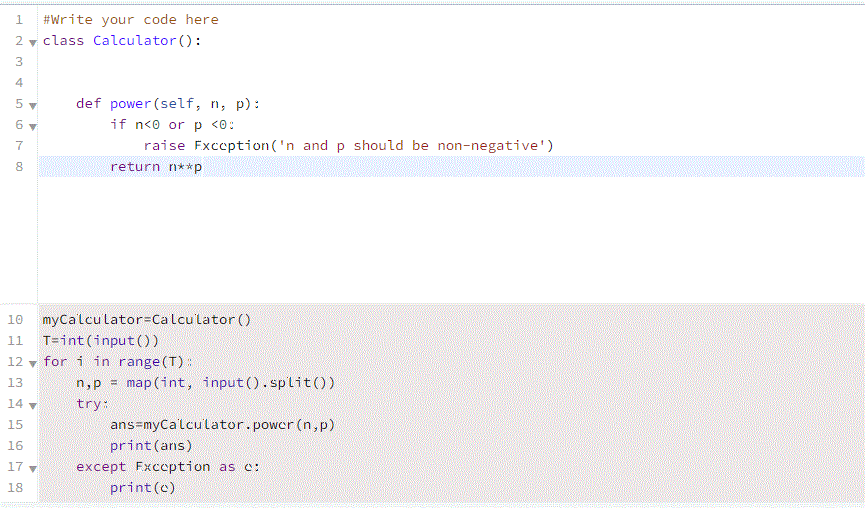 1 #Write your code here
2 class Calculator():
3
4
5 def power(self, n, p):
6 if n<0 or p <0:
7 raise Exception('n and p should be non-negative')
8 return n**p
10 myCalculator=Calculator()
11 T=int(input())
12 for i in range(T):
13 n,p = map(int, input().split())
14 try:
15 ans=myCalculator.power(n,p)
16 print(ans)
17 except Exception as e:
18 print(e)